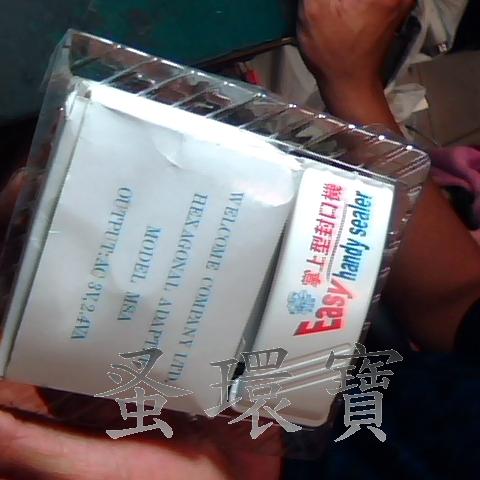 WELCOME COMPANY LTD,
HEXAGONAL ADAPTOR
MODEL M8A
OUTPUT:AC 3V,2.4VA
掌上型封口機
Easy handy sealer
蚤環寶